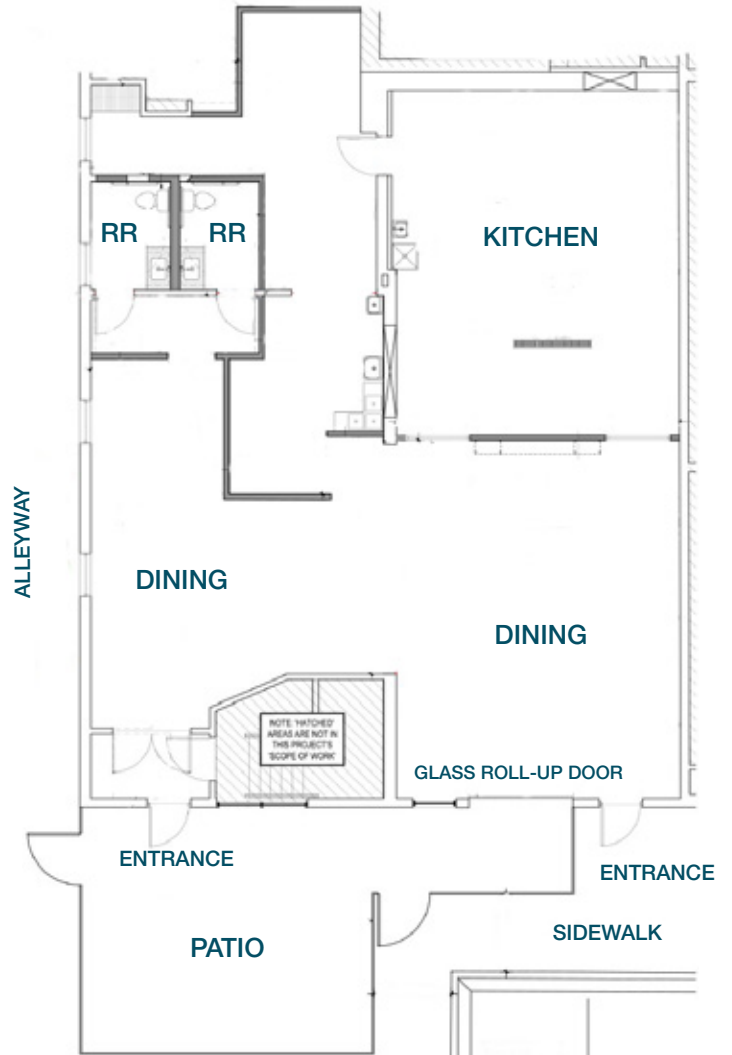 RR
RR
KITCHEN
ALLEYWAY
DINING
DINING
NOTE: 'HATCHED'
AREAS ARE NOT IN
THIS PROJECT'S
'SCOPE OF WORK'
GLASS ROLL-UP DOOR
ENTRANCE
ENTRANCE
SIDEWALK
PATIO